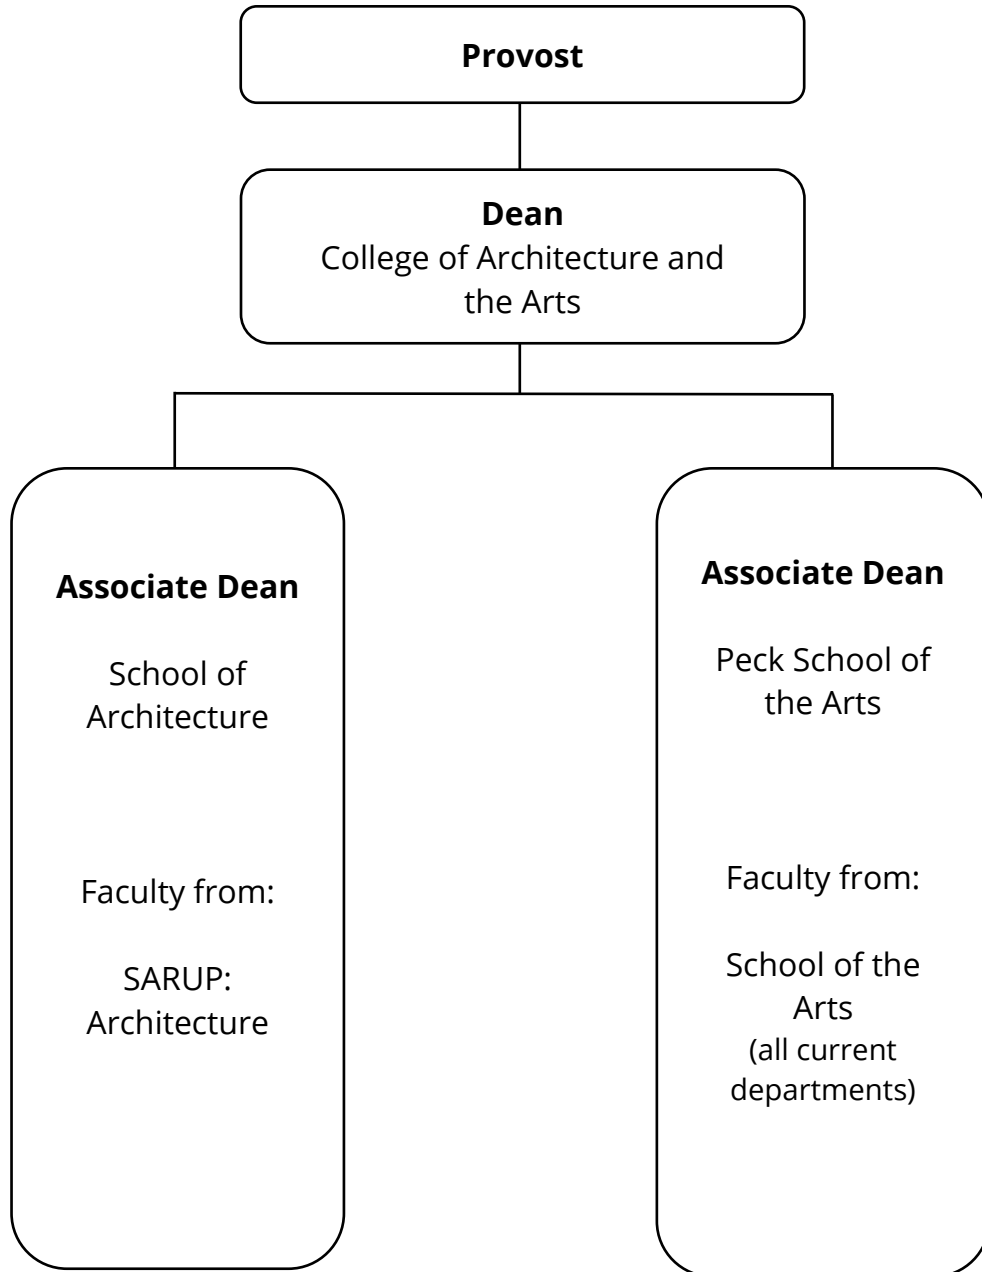 Provost
Dean
College of Architecture and
the Arts
Associate Dean
School of
Architecture
Faculty from:
SARUP:
Architecture
Associate Dean
Peck School of
the Arts
Faculty from:
School of the
Arts
(all current
departments)